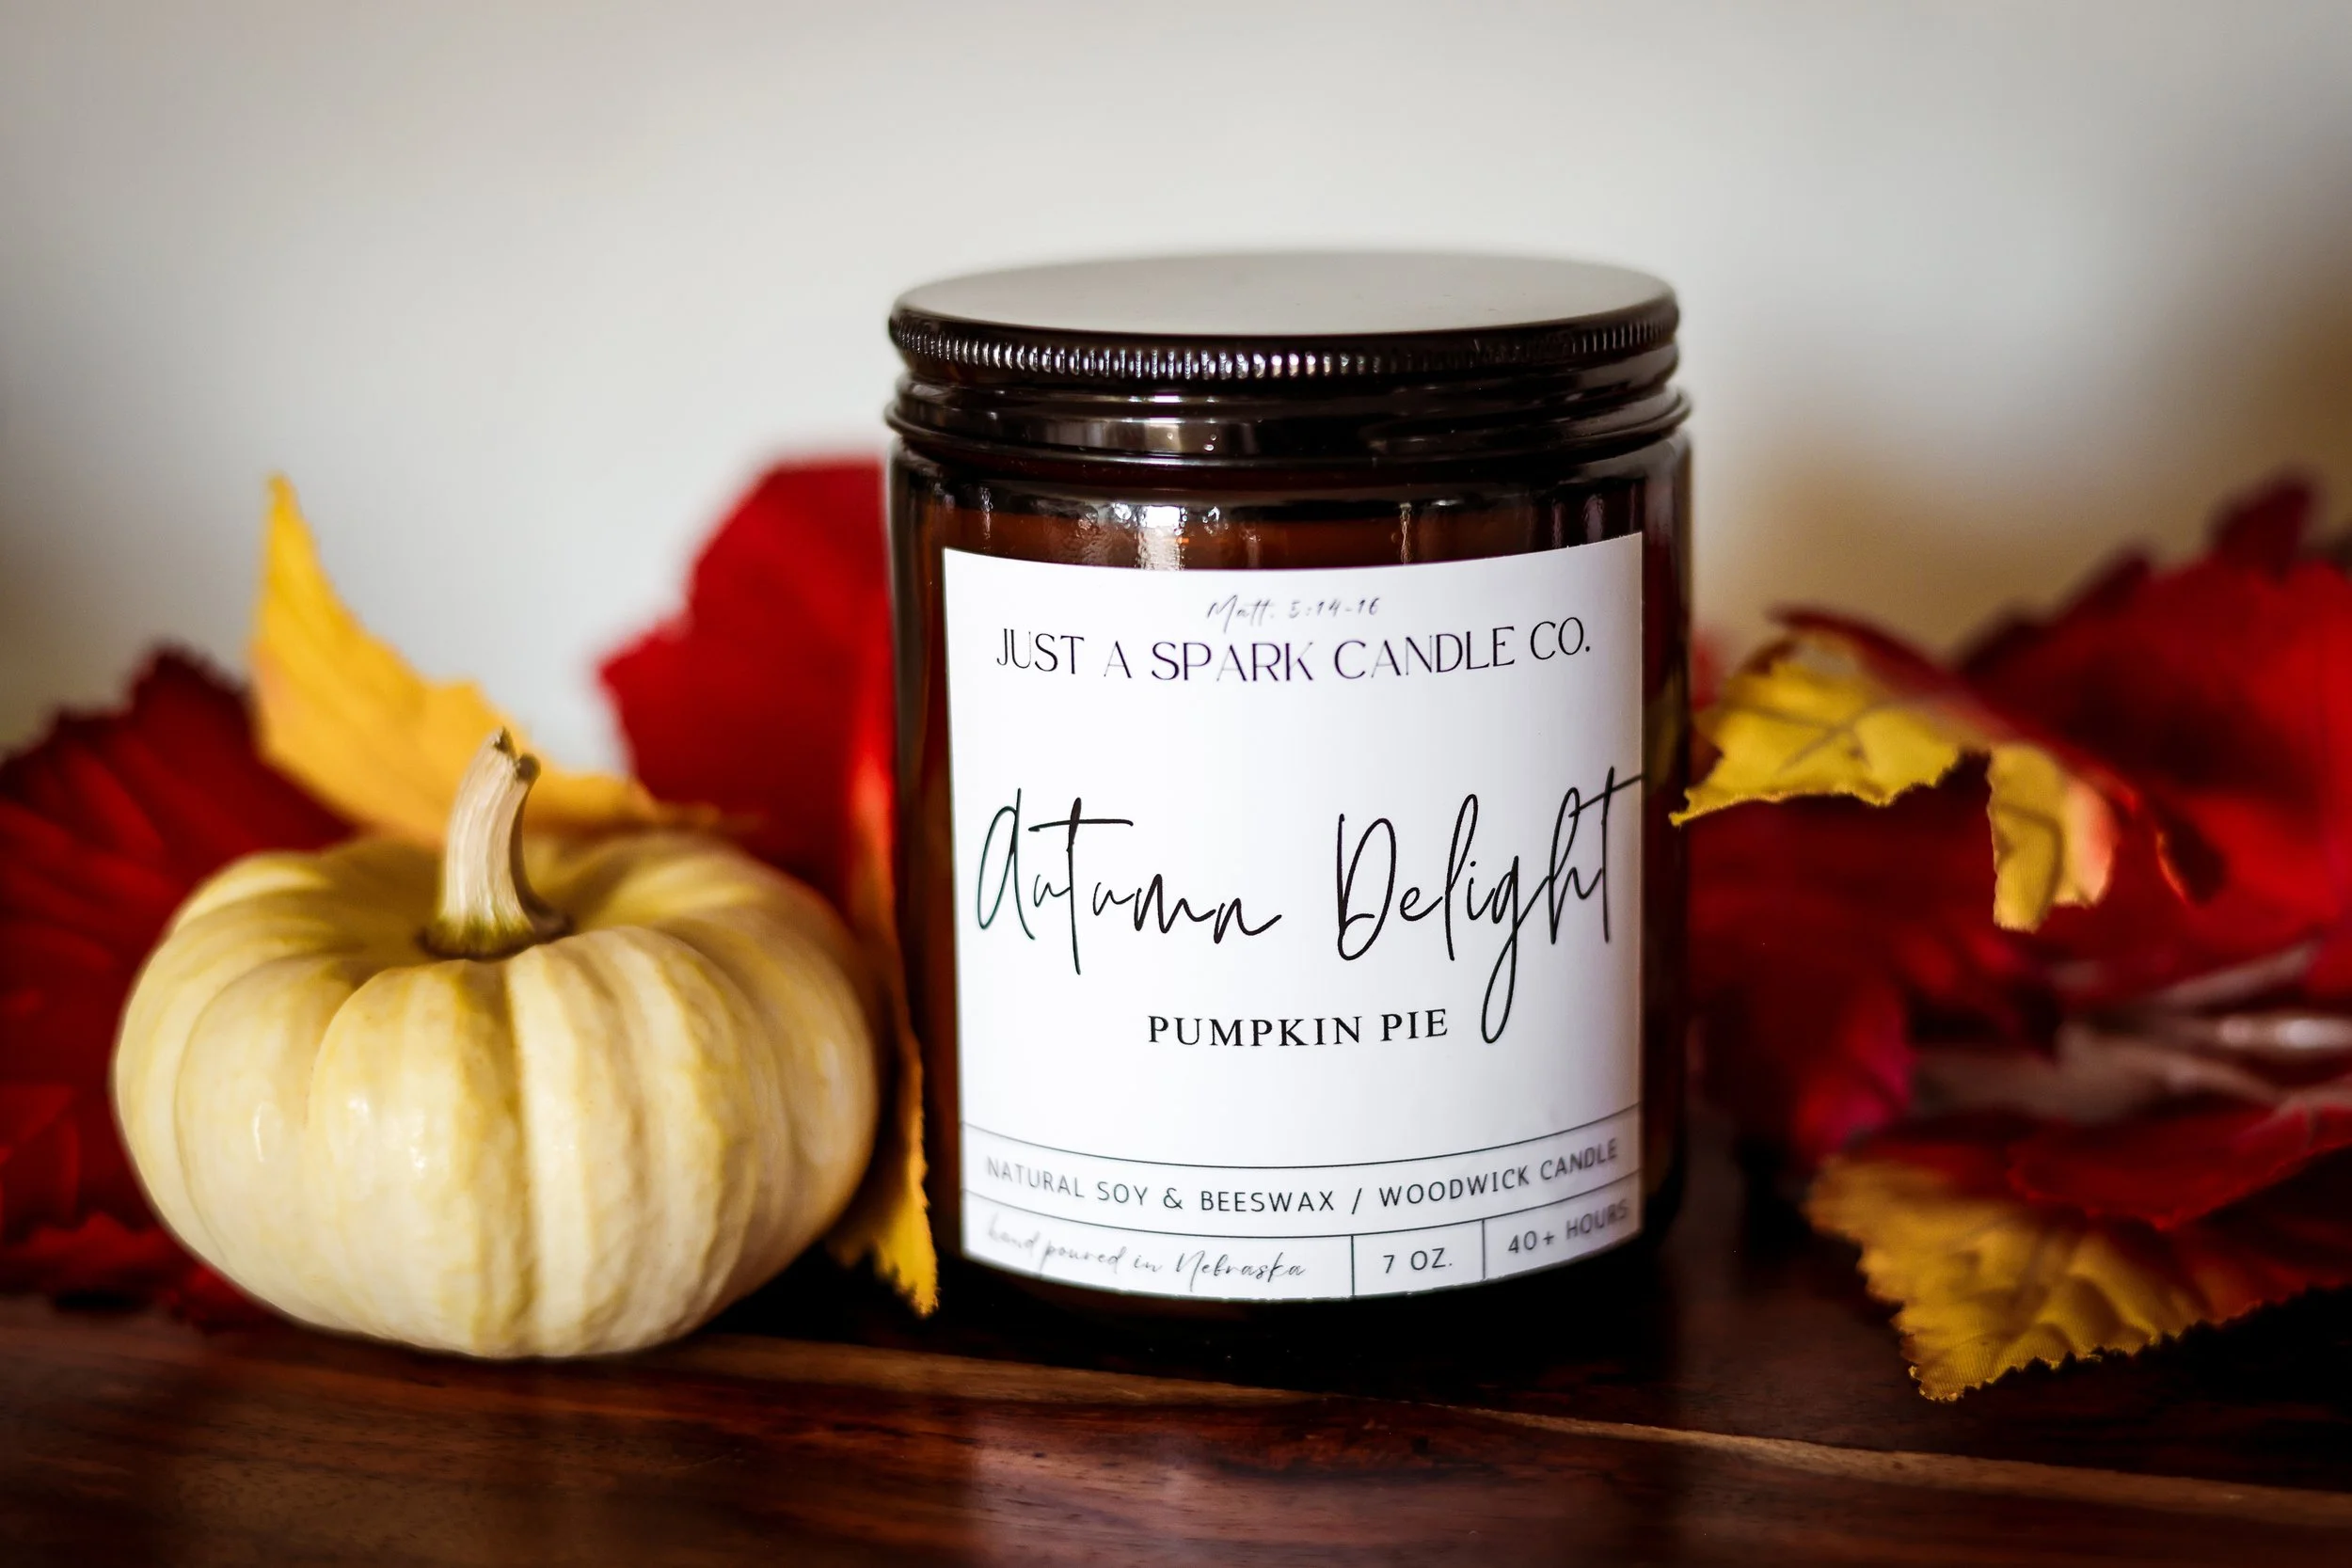 Matt. 5:14-16
JUST A SPARK CANDLE CO.
Autumn Delight
PUMPKIN PIE
NATURAL SOY & BEESWAX / WOODWICK CANDLE
hand poured in Nebraska 7 OZ. 40+ HOURS